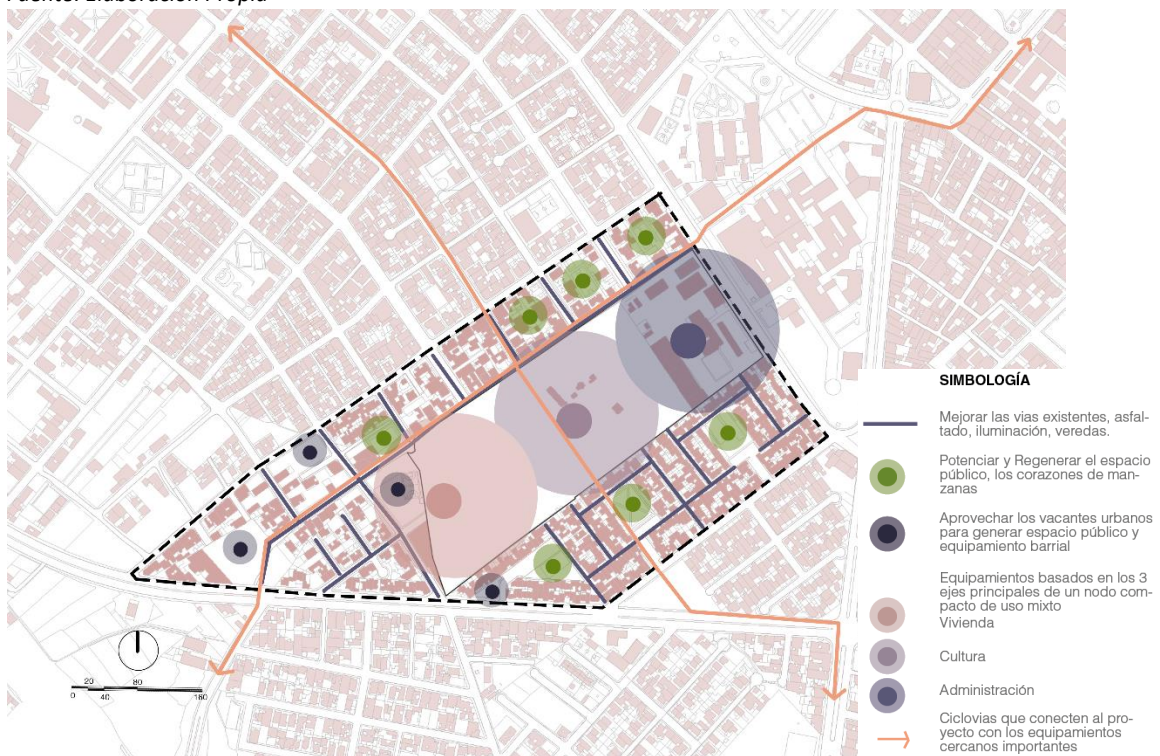 Fuente: Elaboración Propia
SIMBOLOGÍA
Mejorar las vias existentes, asfal-
tado, iluminación, veredas.
Potenciar y Regenerar el espacio
público, los corazones de man-
zanas
Aprovechar los vacantes urbanos
para generar espacio público y
equipamiento barrial
Equipamientos basados en los 3
ejes principales de un nodo com-
pacto de uso mixto
Vivienda
Cultura
Administración
Ciclovias que conecten al pro-
yecto con los equipamientos
cercanos importantes
20 80
0 40 160